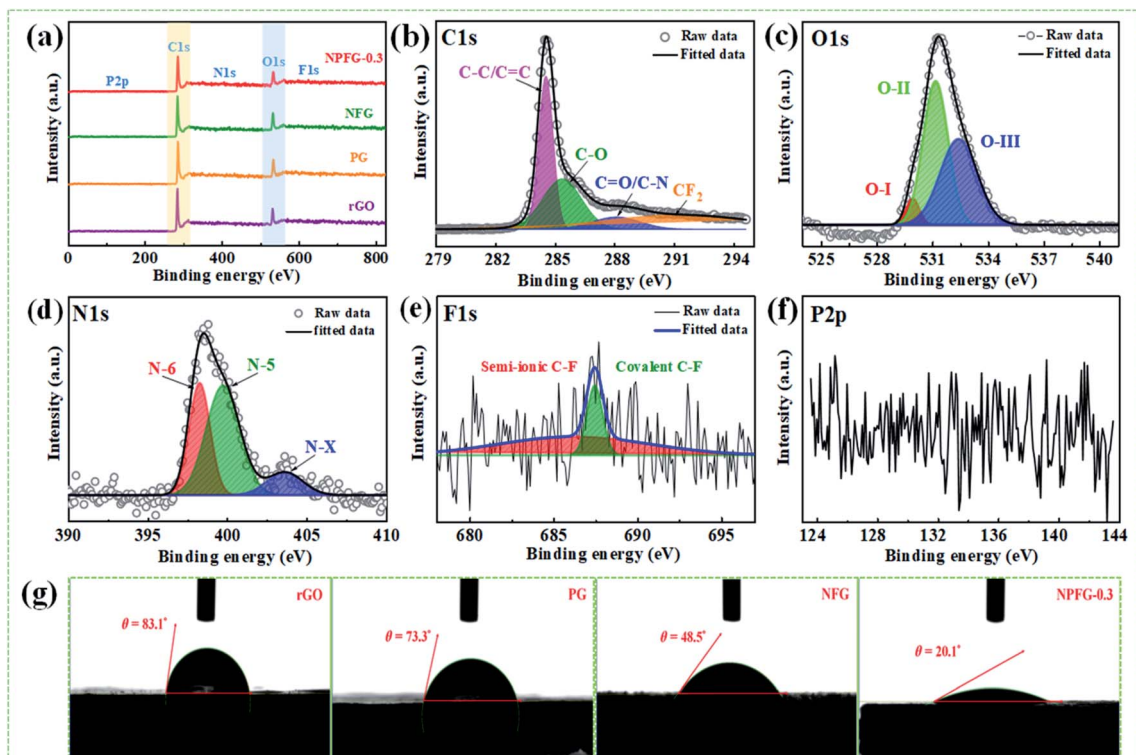 (a)
C1s
O1s
P2p
N1s
F1s
NPFG-0.3
NFG
PG
rGO
Intensity (a.u.)
0 200 400 600 800
Binding energy (eV)
(b) C1s
Raw data
Fitted data
C-C/C=C
C-O
C=O/C-N
CF2
Intensity (a.u.)
279 282 285 288 291 294
Binding energy (eV)
(c) O1s
Raw data
Fitted data
O-II
O-III
O-I
Intensity (a.u.)
525 528 531 534 537 540
Binding energy (eV)
(d) N1s
Raw data
fitted data
N-6
N-5
N-X
Intensity (a.u.)
390 395 400 405 410
Binding energy (eV)
(e) F1s
Raw data
Fitted data
Semi-ionic C-F
Covalent C-F
Intensity (a.u.)
680 685 690 695
Binding energy (eV)
(f) P2p
Intensity (a.u.)
124 128 132 136 140 144
Binding energy (eV)
(g)
rGO
θ = 83.1°
PG
θ = 73.3°
NFG
θ = 48.5°
NPFG-0.3
θ = 20.1°